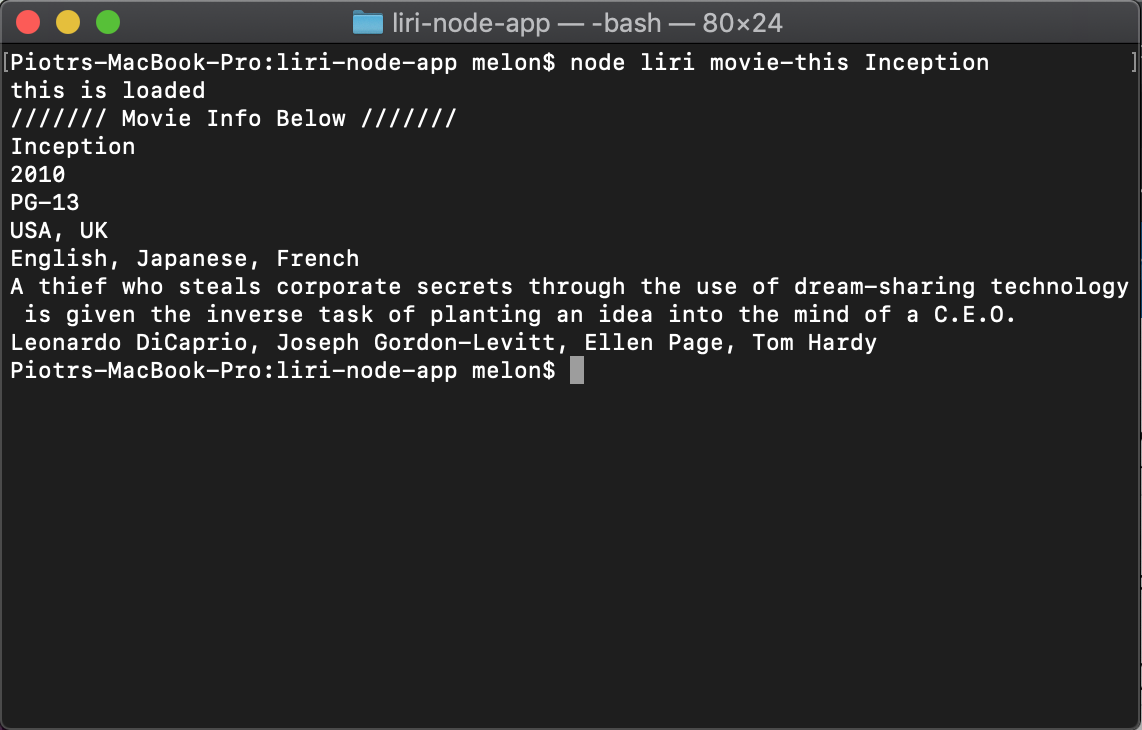 liri-node-app — -bash — 80×24
[Piotrs-MacBook-Pro:liri-node-app melon$ node liri movie-this Inception ]
this is loaded
/////// Movie Info Below ///////
Inception
2010
PG-13
USA, UK
English, Japanese, French
A thief who steals corporate secrets through the use of dream-sharing technology
 is given the inverse task of planting an idea into the mind of a C.E.O.
Leonardo DiCaprio, Joseph Gordon-Levitt, Ellen Page, Tom Hardy
Piotrs-MacBook-Pro:liri-node-app melon$